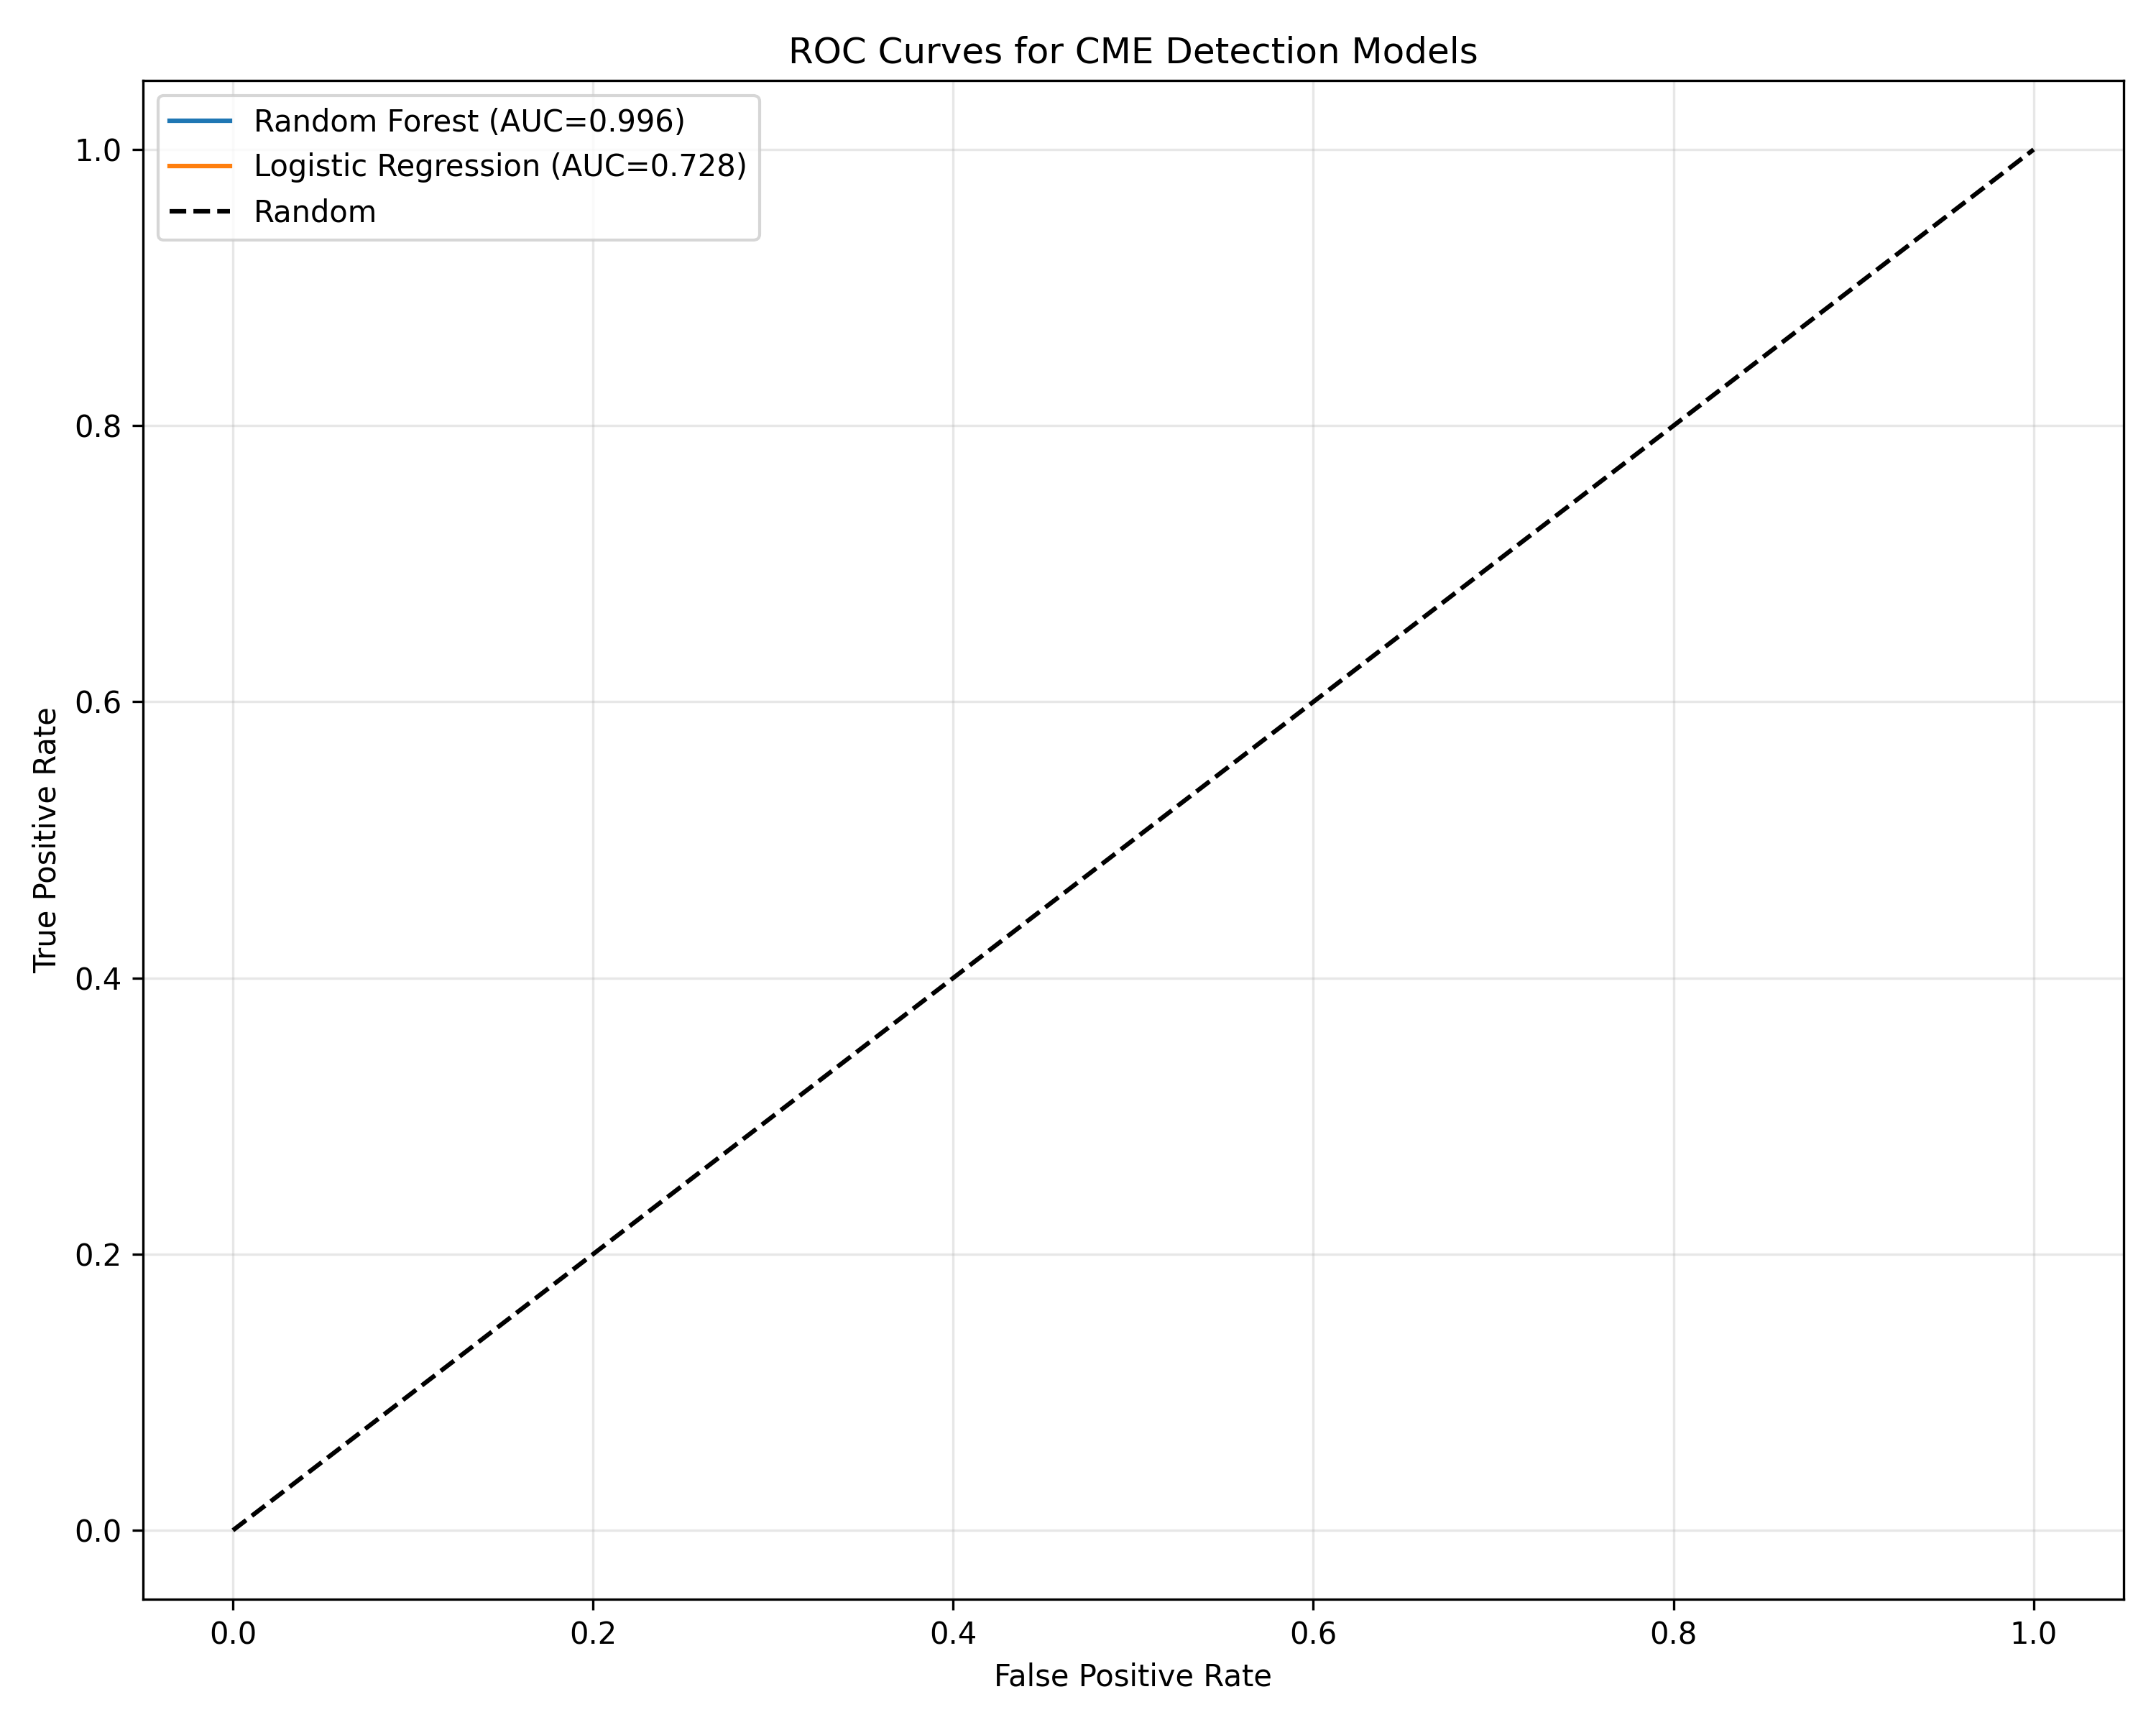 ROC Curves for CME Detection Models
Random Forest (AUC=0.996)
Logistic Regression (AUC=0.728)
Random
1.0
0.8
0.6
0.4
0.2
0.0
True Positive Rate
0.0 0.2 0.4 0.6 0.8 1.0
False Positive Rate